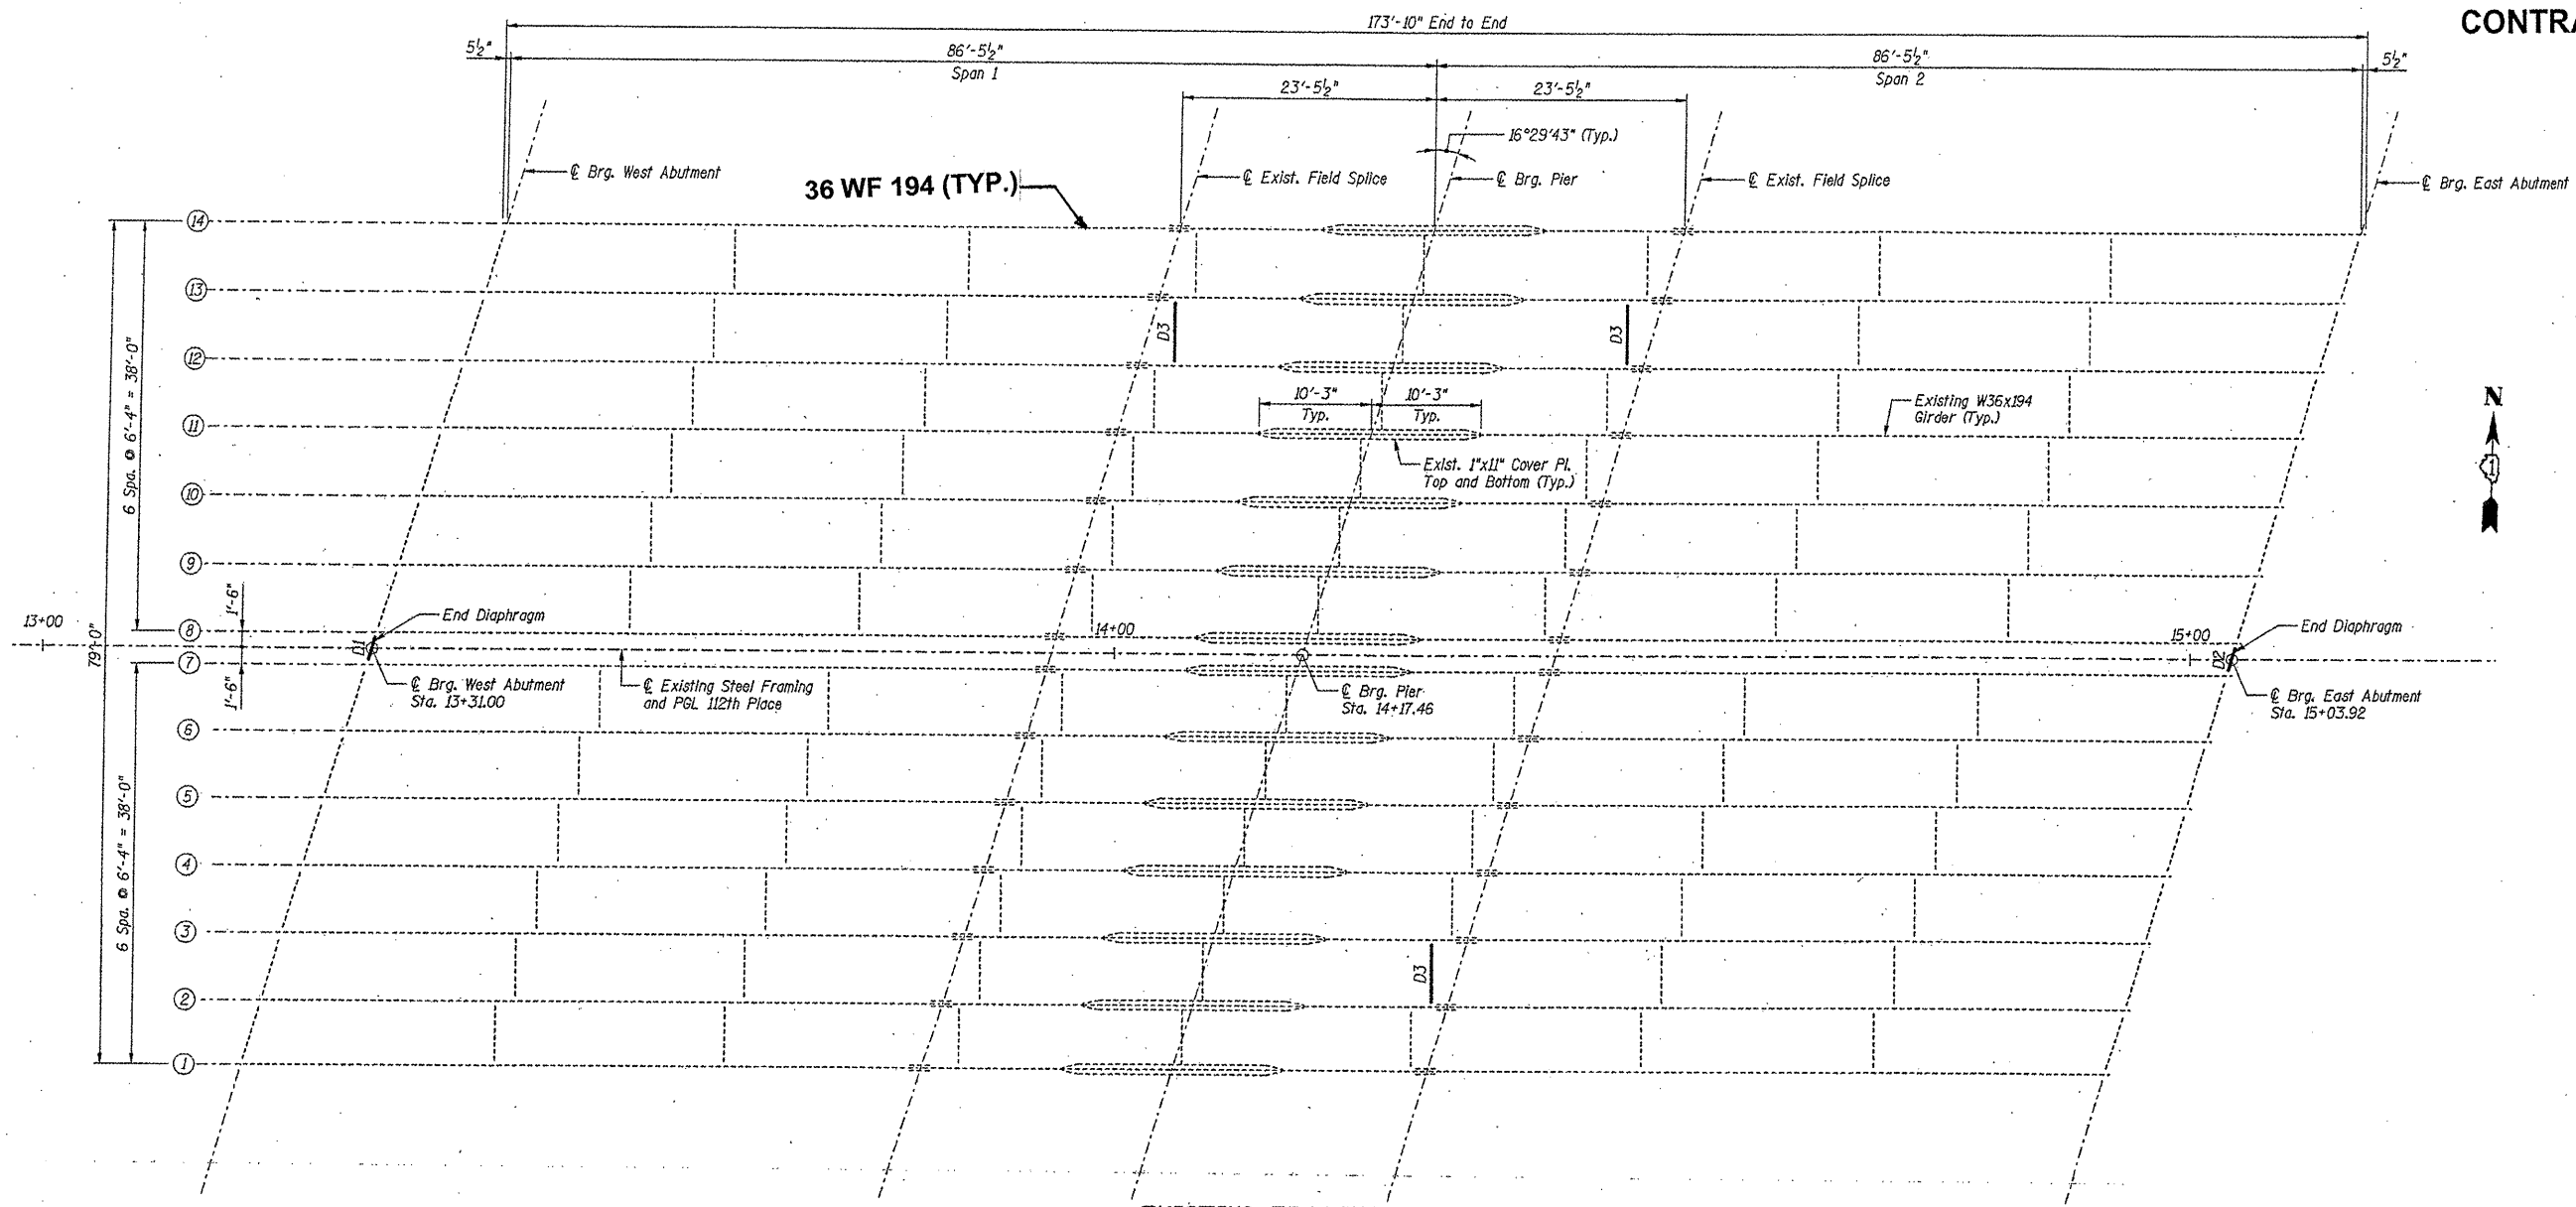 CONTRA
173'-10" End to End
5½"
86'-5½"
Span 1
86'-5½"
Span 2
5½"
23'-5½"
23'-5½"
16°29'43" (Typ.)
℄ Brg. West Abutment
36 WF 194 (TYP.)
℄ Exist. Field Splice
℄ Brg. Pier
℄ Exist. Field Splice
℄ Brg. East Abutment
14
13
D3
D3
12
6 Spa. @ 6'-4" = 38'-0"
10'-3"
Typ.
10'-3"
Typ.
Existing W36x194
Girder (Typ.)
N
11
Exist. 1"x11" Cover Pl.
Top and Bottom (Typ.)
1
10
9
1'-6"
13+00
End Diaphragm
8
14+00
15+00
End Diaphragm
79'-0"
D1
D2
7
1'-6"
℄ Brg. West Abutment
Sta. 13+31.00
℄ Existing Steel Framing
and PGL 112th Place
℄ Brg. Pier
Sta. 14+17.46
℄ Brg. East Abutment
Sta. 15+03.92
6
5
6 Spa. @ 6'-4" = 38'-0"
4
3
D3
2
1